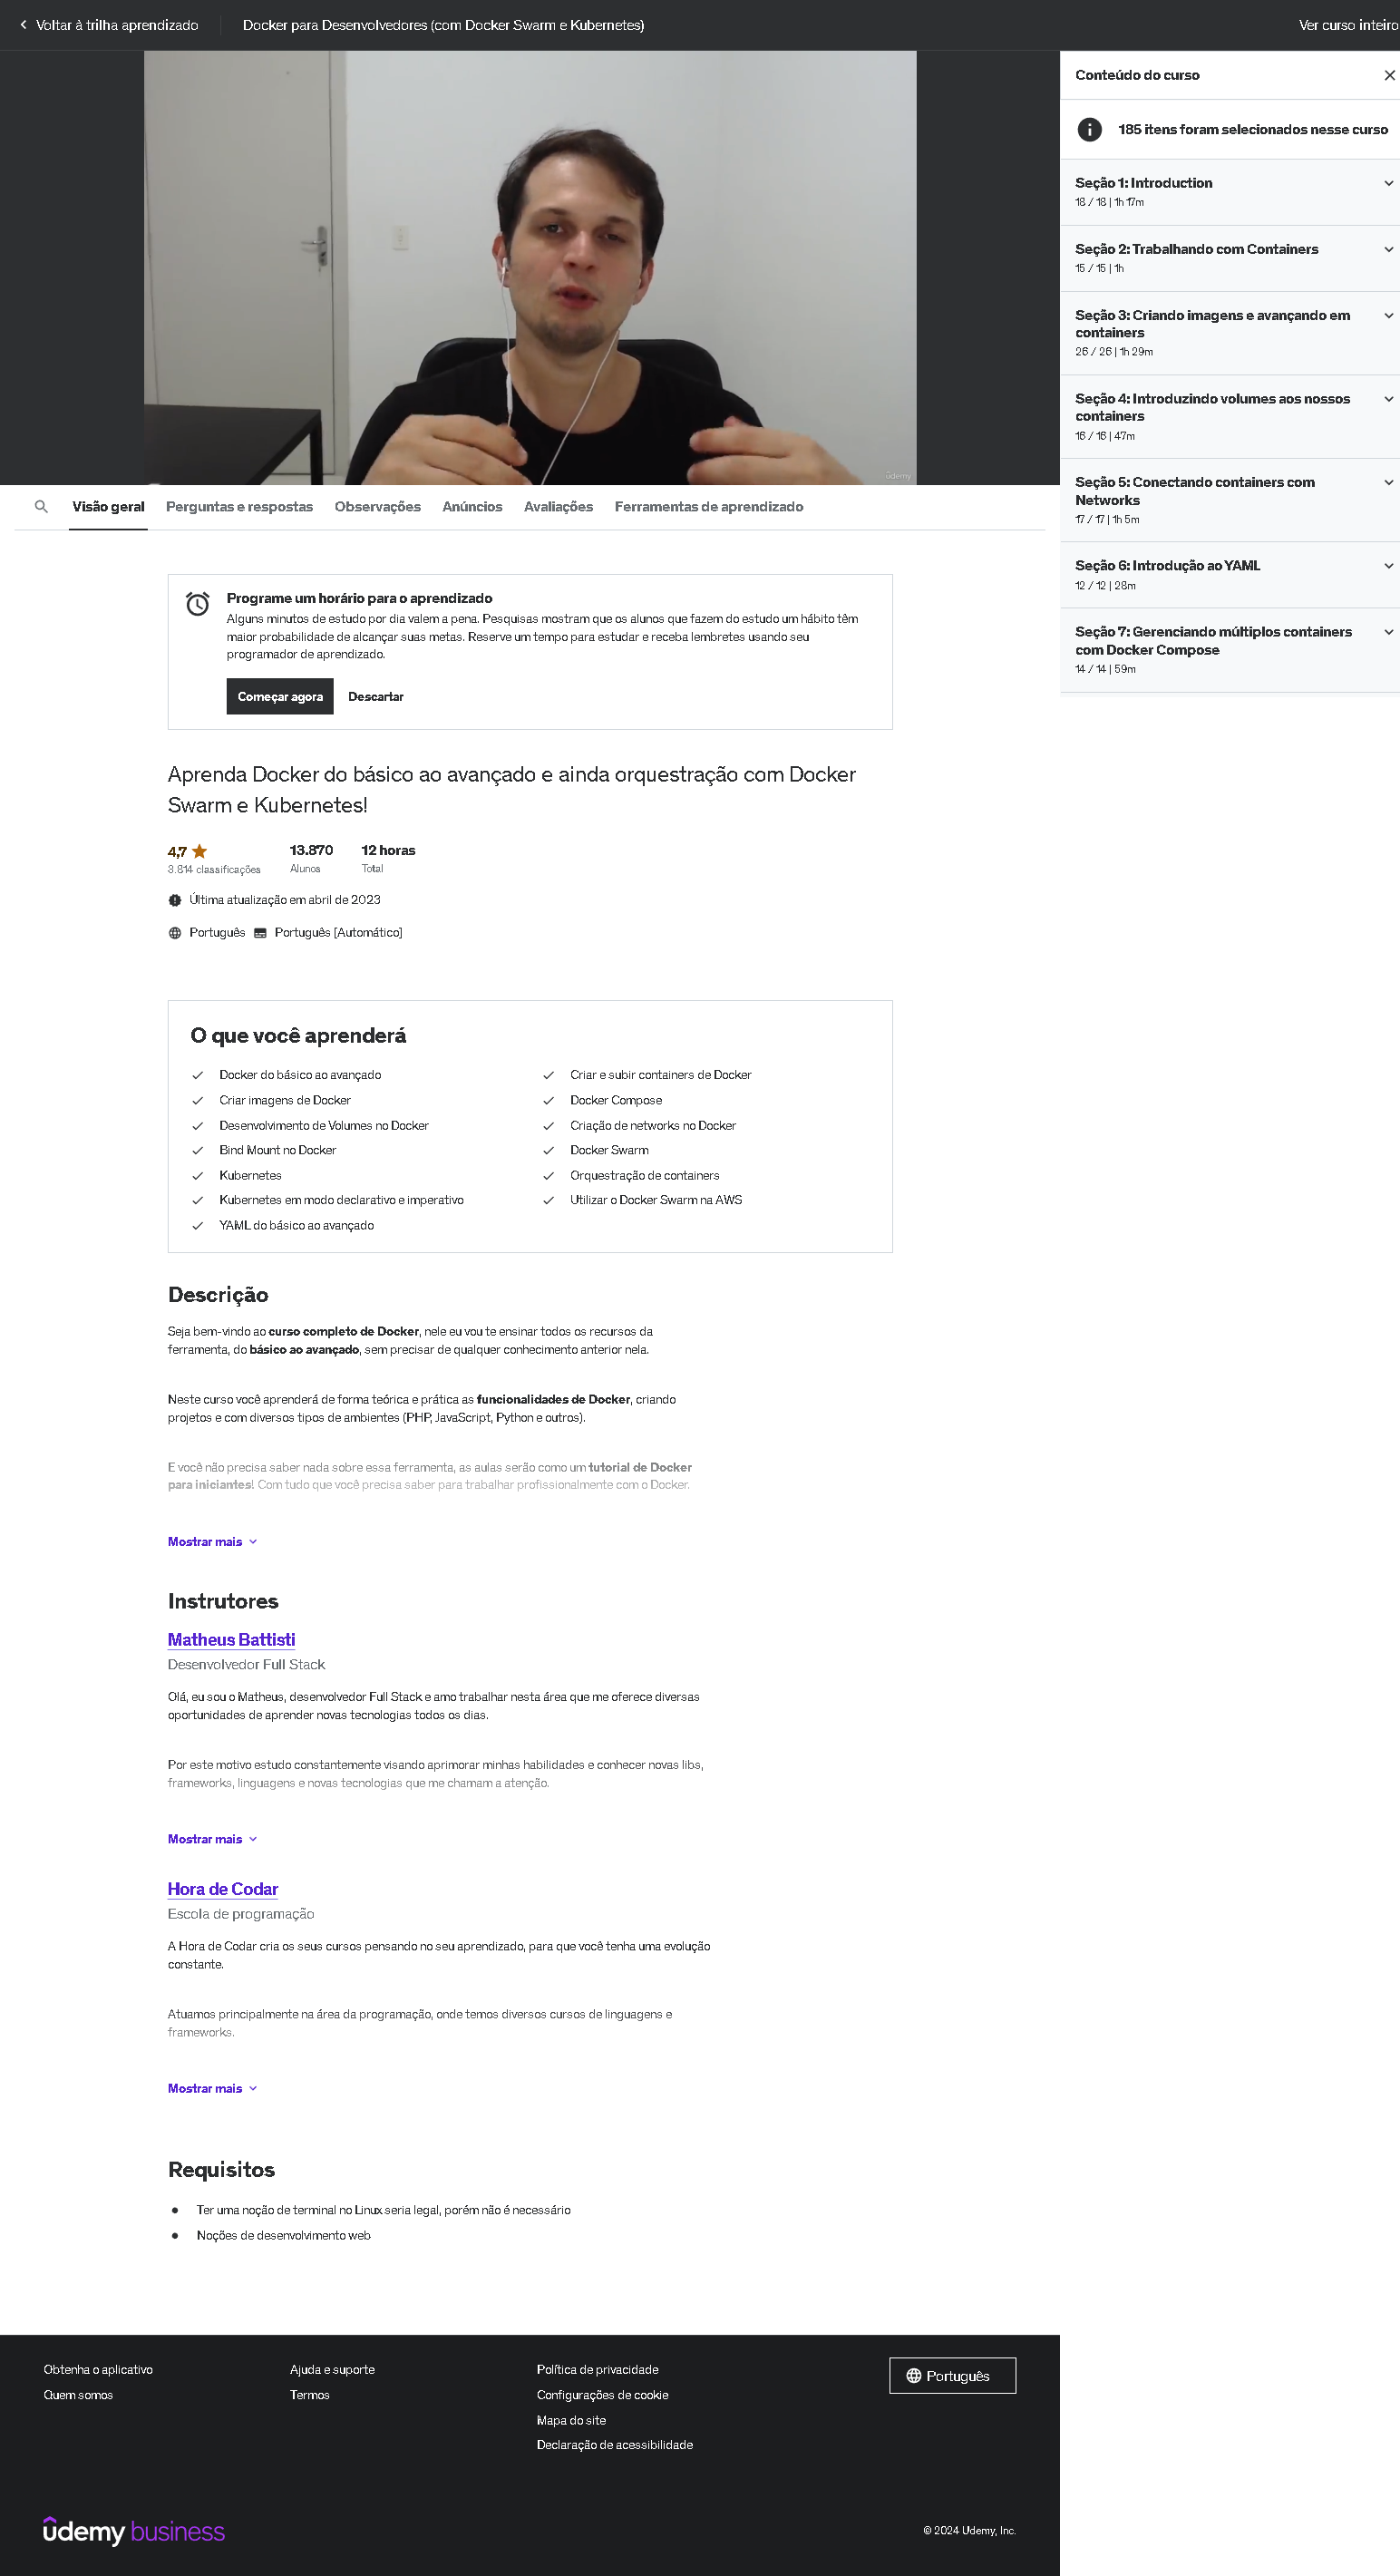 Voltar à trilha aprendizado
Docker para Desenvolvedores (com Docker Swarm e Kubernetes)
Ver curso inteiro
udemy
Visão geral
Perguntas e respostas
Observações
Anúncios
Avaliações
Ferramentas de aprendizado
Programe um horário para o aprendizado
Alguns minutos de estudo por dia valem a pena. Pesquisas mostram que os alunos que fazem do estudo um hábito têm
maior probabilidade de alcançar suas metas. Reserve um tempo para estudar e receba lembretes usando seu
programador de aprendizado.
Começar agora
Descartar
Aprenda Docker do básico ao avançado e ainda orquestração com Docker
Swarm e Kubernetes!
4,7
3.814 classificações
13.870
Alunos
12 horas
Total
Última atualização em abril de 2023
Português
Português [Automático]
O que você aprenderá
Docker do básico ao avançado
Criar imagens de Docker
Desenvolvimento de Volumes no Docker
Bind Mount no Docker
Kubernetes
Kubernetes em modo declarativo e imperativo
YAML do básico ao avançado
Criar e subir containers de Docker
Docker Compose
Criação de networks no Docker
Docker Swarm
Orquestração de containers
Utilizar o Docker Swarm na AWS
Descrição
Seja bem-vindo ao curso completo de Docker, nele eu vou te ensinar todos os recursos da
ferramenta, do básico ao avançado, sem precisar de qualquer conhecimento anterior nela.
Neste curso você aprenderá de forma teórica e prática as funcionalidades de Docker, criando
projetos e com diversos tipos de ambientes (PHP, JavaScript, Python e outros).
E você não precisa saber nada sobre essa ferramenta, as aulas serão como um tutorial de Docker
para iniciantes! Com tudo que você precisa saber para trabalhar profissionalmente com o Docker.
Mostrar mais
Instrutores
Matheus Battisti
Desenvolvedor Full Stack
Olá, eu sou o Matheus, desenvolvedor Full Stack e amo trabalhar nesta área que me oferece diversas
oportunidades de aprender novas tecnologias todos os dias.
Por este motivo estudo constantemente visando aprimorar minhas habilidades e conhecer novas libs,
frameworks, linguagens e novas tecnologias que me chamam a atenção.
Mostrar mais
Hora de Codar
Escola de programação
A Hora de Codar cria os seus cursos pensando no seu aprendizado, para que você tenha uma evolução
constante.
Atuamos principalmente na área da programação, onde temos diversos cursos de linguagens e
frameworks.
Mostrar mais
Requisitos
Ter uma noção de terminal no Linux seria legal, porém não é necessário
Noções de desenvolvimento web
Conteúdo do curso
185 itens foram selecionados nesse curso
Seção 1: Introduction
18 / 18 | 1h 17m
Seção 2: Trabalhando com Containers
15 / 15 | 1h
Seção 3: Criando imagens e avançando em
containers
26 / 26 | 1h 29m
Seção 4: Introduzindo volumes aos nossos
containers
16 / 16 | 47m
Seção 5: Conectando containers com
Networks
17 / 17 | 1h 5m
Seção 6: Introdução ao YAML
12 / 12 | 28m
Seção 7: Gerenciando múltiplos containers
com Docker Compose
14 / 14 | 59m
Obtenha o aplicativo
Quem somos
Ajuda e suporte
Termos
Política de privacidade
Configurações de cookie
Mapa do site
Declaração de acessibilidade
Português
udemy business
© 2024 Udemy, Inc.